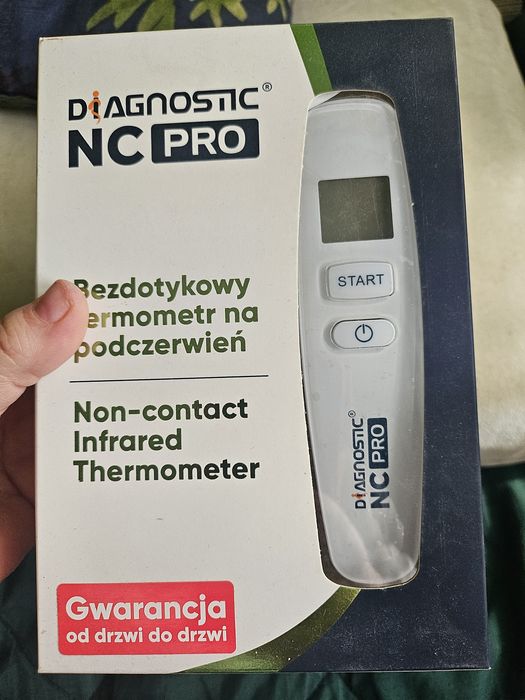 DIAGNOSTIC®
NC PRO
Bezdotykowy
termometr na
podczerwień
Non-contact
Infrared
Thermometer
Gwarancja
od drzwi do drzwi
START
DIAGNOSTIC®
NC PRO